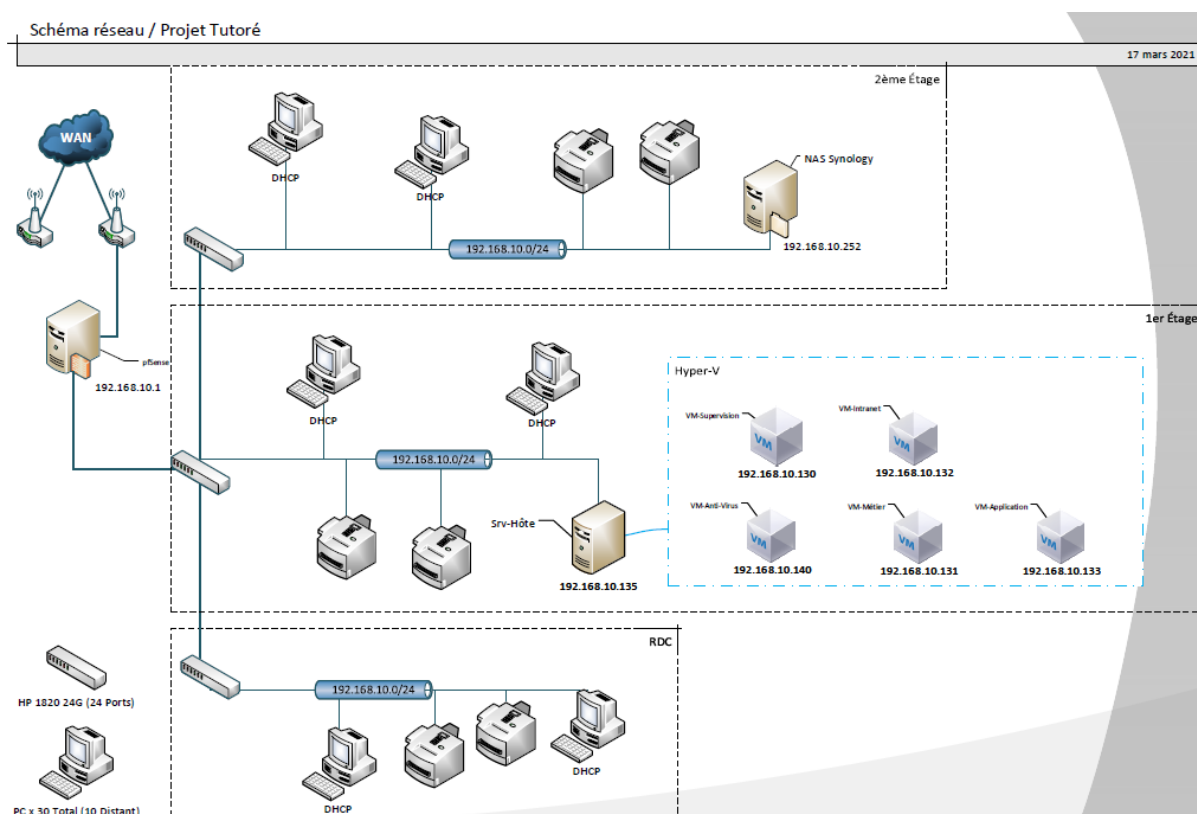 Schéma réseau / Projet Tutoré
17 mars 2021
2ème Étage
WAN
DHCP
DHCP
NAS Synology
192.168.10.0/24
192.168.10.252
1er Étage
pfSense
192.168.10.1
DHCP
DHCP
Hyper-V
VM-Supervision
VM
192.168.10.130
VM-Intranet
VM
192.168.10.132
192.168.10.0/24
Srv-Hôte
192.168.10.135
VM-Anti-Virus
VM
192.168.10.140
VM-Métier
VM
192.168.10.131
VM-Application
VM
192.168.10.133
RDC
192.168.10.0/24
DHCP
DHCP
HP 1820 24G (24 Ports)
PC x 30 Total (10 Distant)